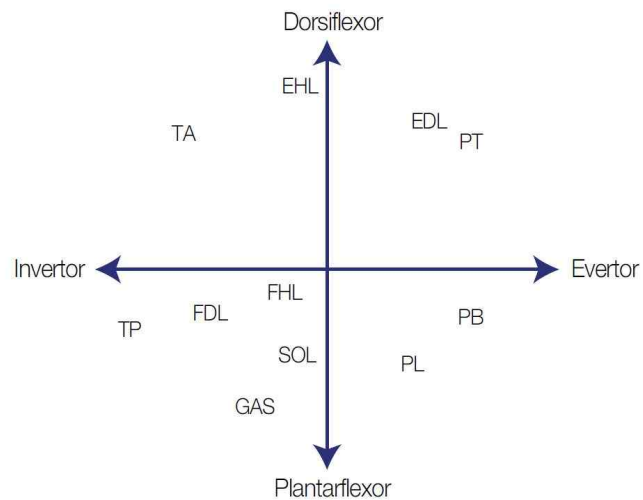 Dorsiflexor
EHL
EDL
TA
PT
Invertor
Evertor
FHL
FDL
PB
TP
SOL
PL
GAS
Plantarflexor